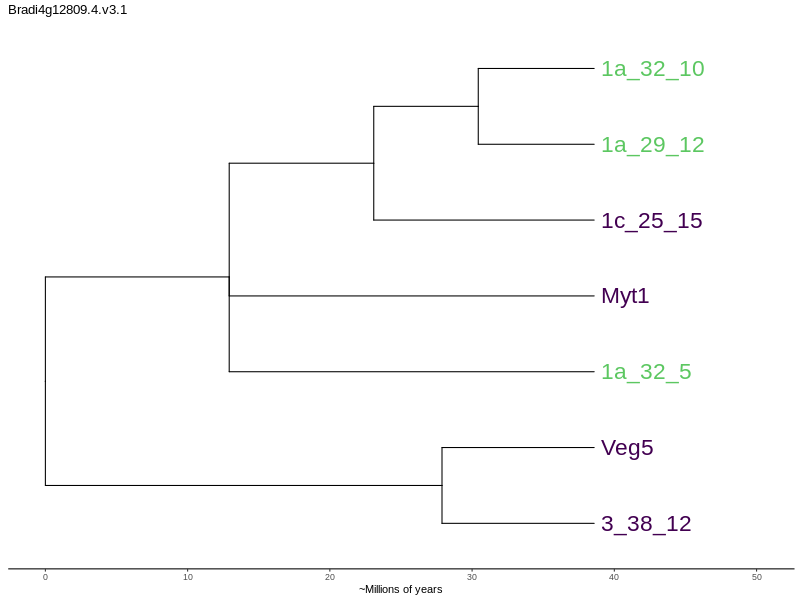 Bradi4g12809.4.v3.1
1a_32_10
1a_29_12
1c_25_15
Myt1
1a_32_5
Veg5
3_38_12
0 10 20 30 40 50
~Millions of years